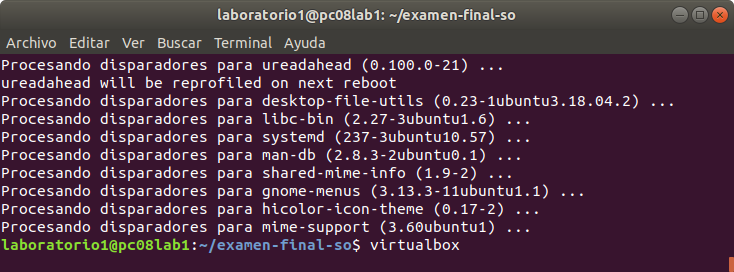 laboratorio1@pc08lab1: ~/examen-final-so
Archivo Editar Ver Buscar Terminal Ayuda
Procesando disparadores para ureadahead (0.100.0-21) ...
ureadahead will be reprofiled on next reboot
Procesando disparadores para desktop-file-utils (0.23-1ubuntu3.18.04.2) ...
Procesando disparadores para libc-bin (2.27-3ubuntu1.6) ...
Procesando disparadores para systemd (237-3ubuntu10.57) ...
Procesando disparadores para man-db (2.8.3-2ubuntu0.1) ...
Procesando disparadores para shared-mime-info (1.9-2) ...
Procesando disparadores para gnome-menus (3.13.3-11ubuntu1.1) ...
Procesando disparadores para hicolor-icon-theme (0.17-2) ...
Procesando disparadores para mime-support (3.60ubuntu1) ...
laboratorio1@pc08lab1:~/examen-final-so$ virtualbox